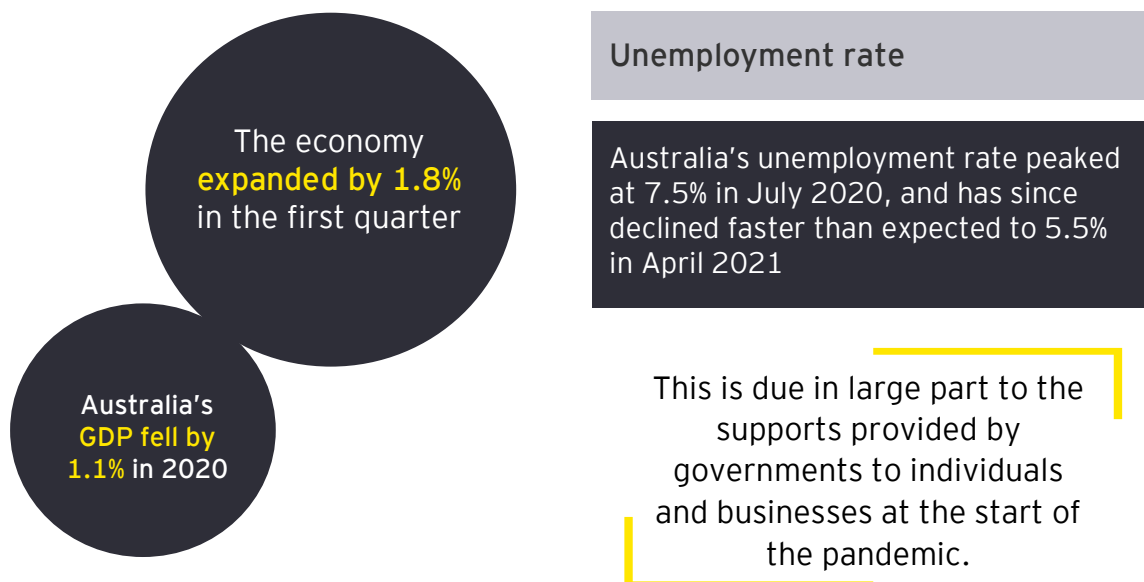 The economy
expanded by 1.8%
in the first quarter
Australia's
GDP fell by
1.1% in 2020
Unemployment rate
Australia's unemployment rate peaked
at 7.5% in July 2020, and has since
declined faster than expected to 5.5%
in April 2021
This is due in large part to the
supports provided by
governments to individuals
and businesses at the start of
the pandemic.